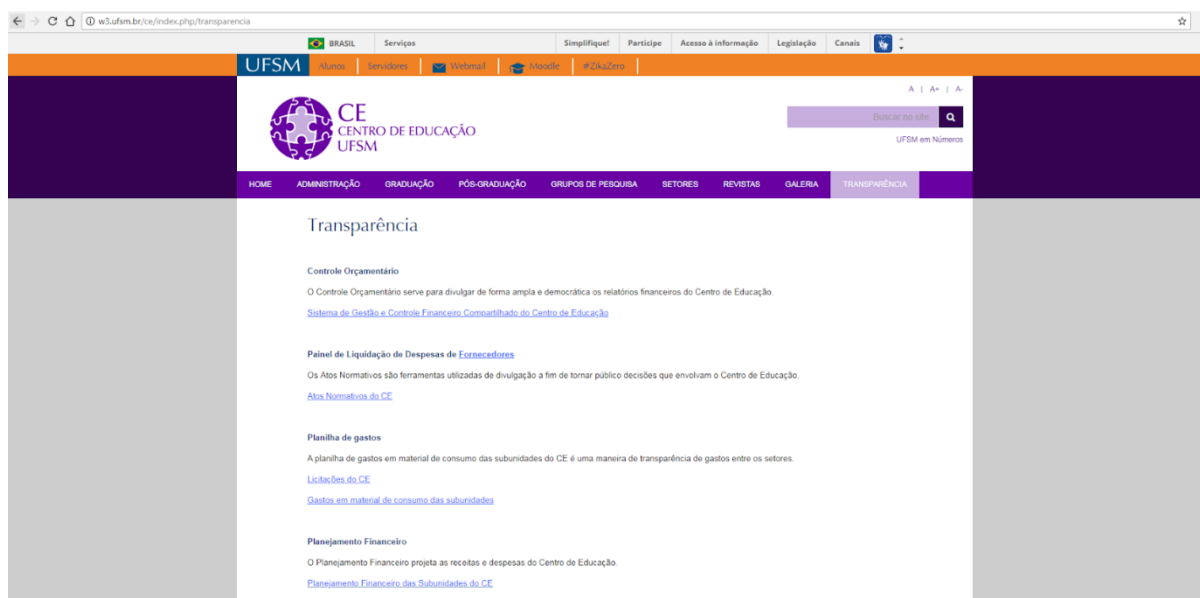 w3.ufsm.br/ce/index.php/transparencia
BRASIL Serviços Simplifique! Participe Acesso à informação Legislação Canais
UFSM Alunos Servidores Webmail Moodle #ZikaZero
A | A+ | A-
CE
CENTRO DE EDUCAÇÃO
UFSM
Buscar no site
UFSM em Números
HOME ADMINISTRAÇÃO GRADUAÇÃO PÓS-GRADUAÇÃO GRUPOS DE PESQUISA SETORES REVISTAS GALERIA TRANSPARÊNCIA
Transparência
Controle Orçamentário
O Controle Orçamentário serve para divulgar de forma ampla e democrática os relatórios financeiros do Centro de Educação.
Sistema de Gestão e Controle Financeiro Compartilhado do Centro de Educação
Painel de Liquidação de Despesas de Fornecedores
Os Atos Normativos são ferramentas utilizadas de divulgação a fim de tornar público decisões que envolvam o Centro de Educação.
Atos Normativos do CE
Planilha de gastos
A planilha de gastos em material de consumo das subunidades do CE é uma maneira de transparência de gastos entre os setores.
Licitações do CE
Gastos em material de consumo das subunidades
Planejamento Financeiro
O Planejamento Financeiro projeta as receitas e despesas do Centro de Educação.
Planejamento Financeiro das Subunidades do CE